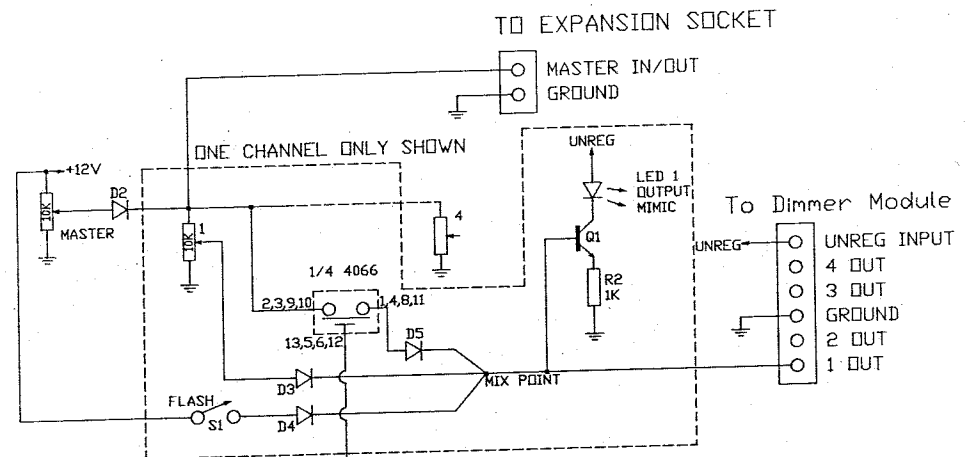 TO EXPANSION SOCKET
MASTER IN/OUT
GROUND
ONE CHANNEL ONLY SHOWN
UNREG
+12V
LED 1
OUTPUT
MIMIC
To Dimmer Module
D2
10K
MASTER
1
10K
4
Q1
UNREG
UNREG INPUT
4 OUT
3 OUT
GROUND
2 OUT
1 OUT
1/4 4066
R2
1K
2,3,9,10
1,4,8,11
13,5,6,12
D5
D3
MIX POINT
FLASH
S1
D4